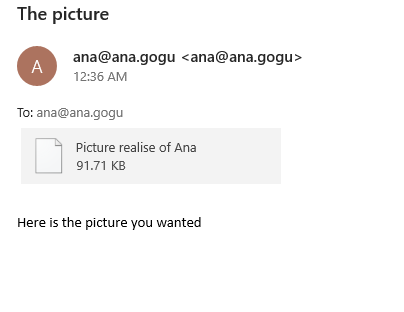 The picture
A
ana@ana.gogu <ana@ana.gogu>
12:36 AM
To: ana@ana.gogu
Picture realise of Ana
91.71 KB
Here is the picture you wanted